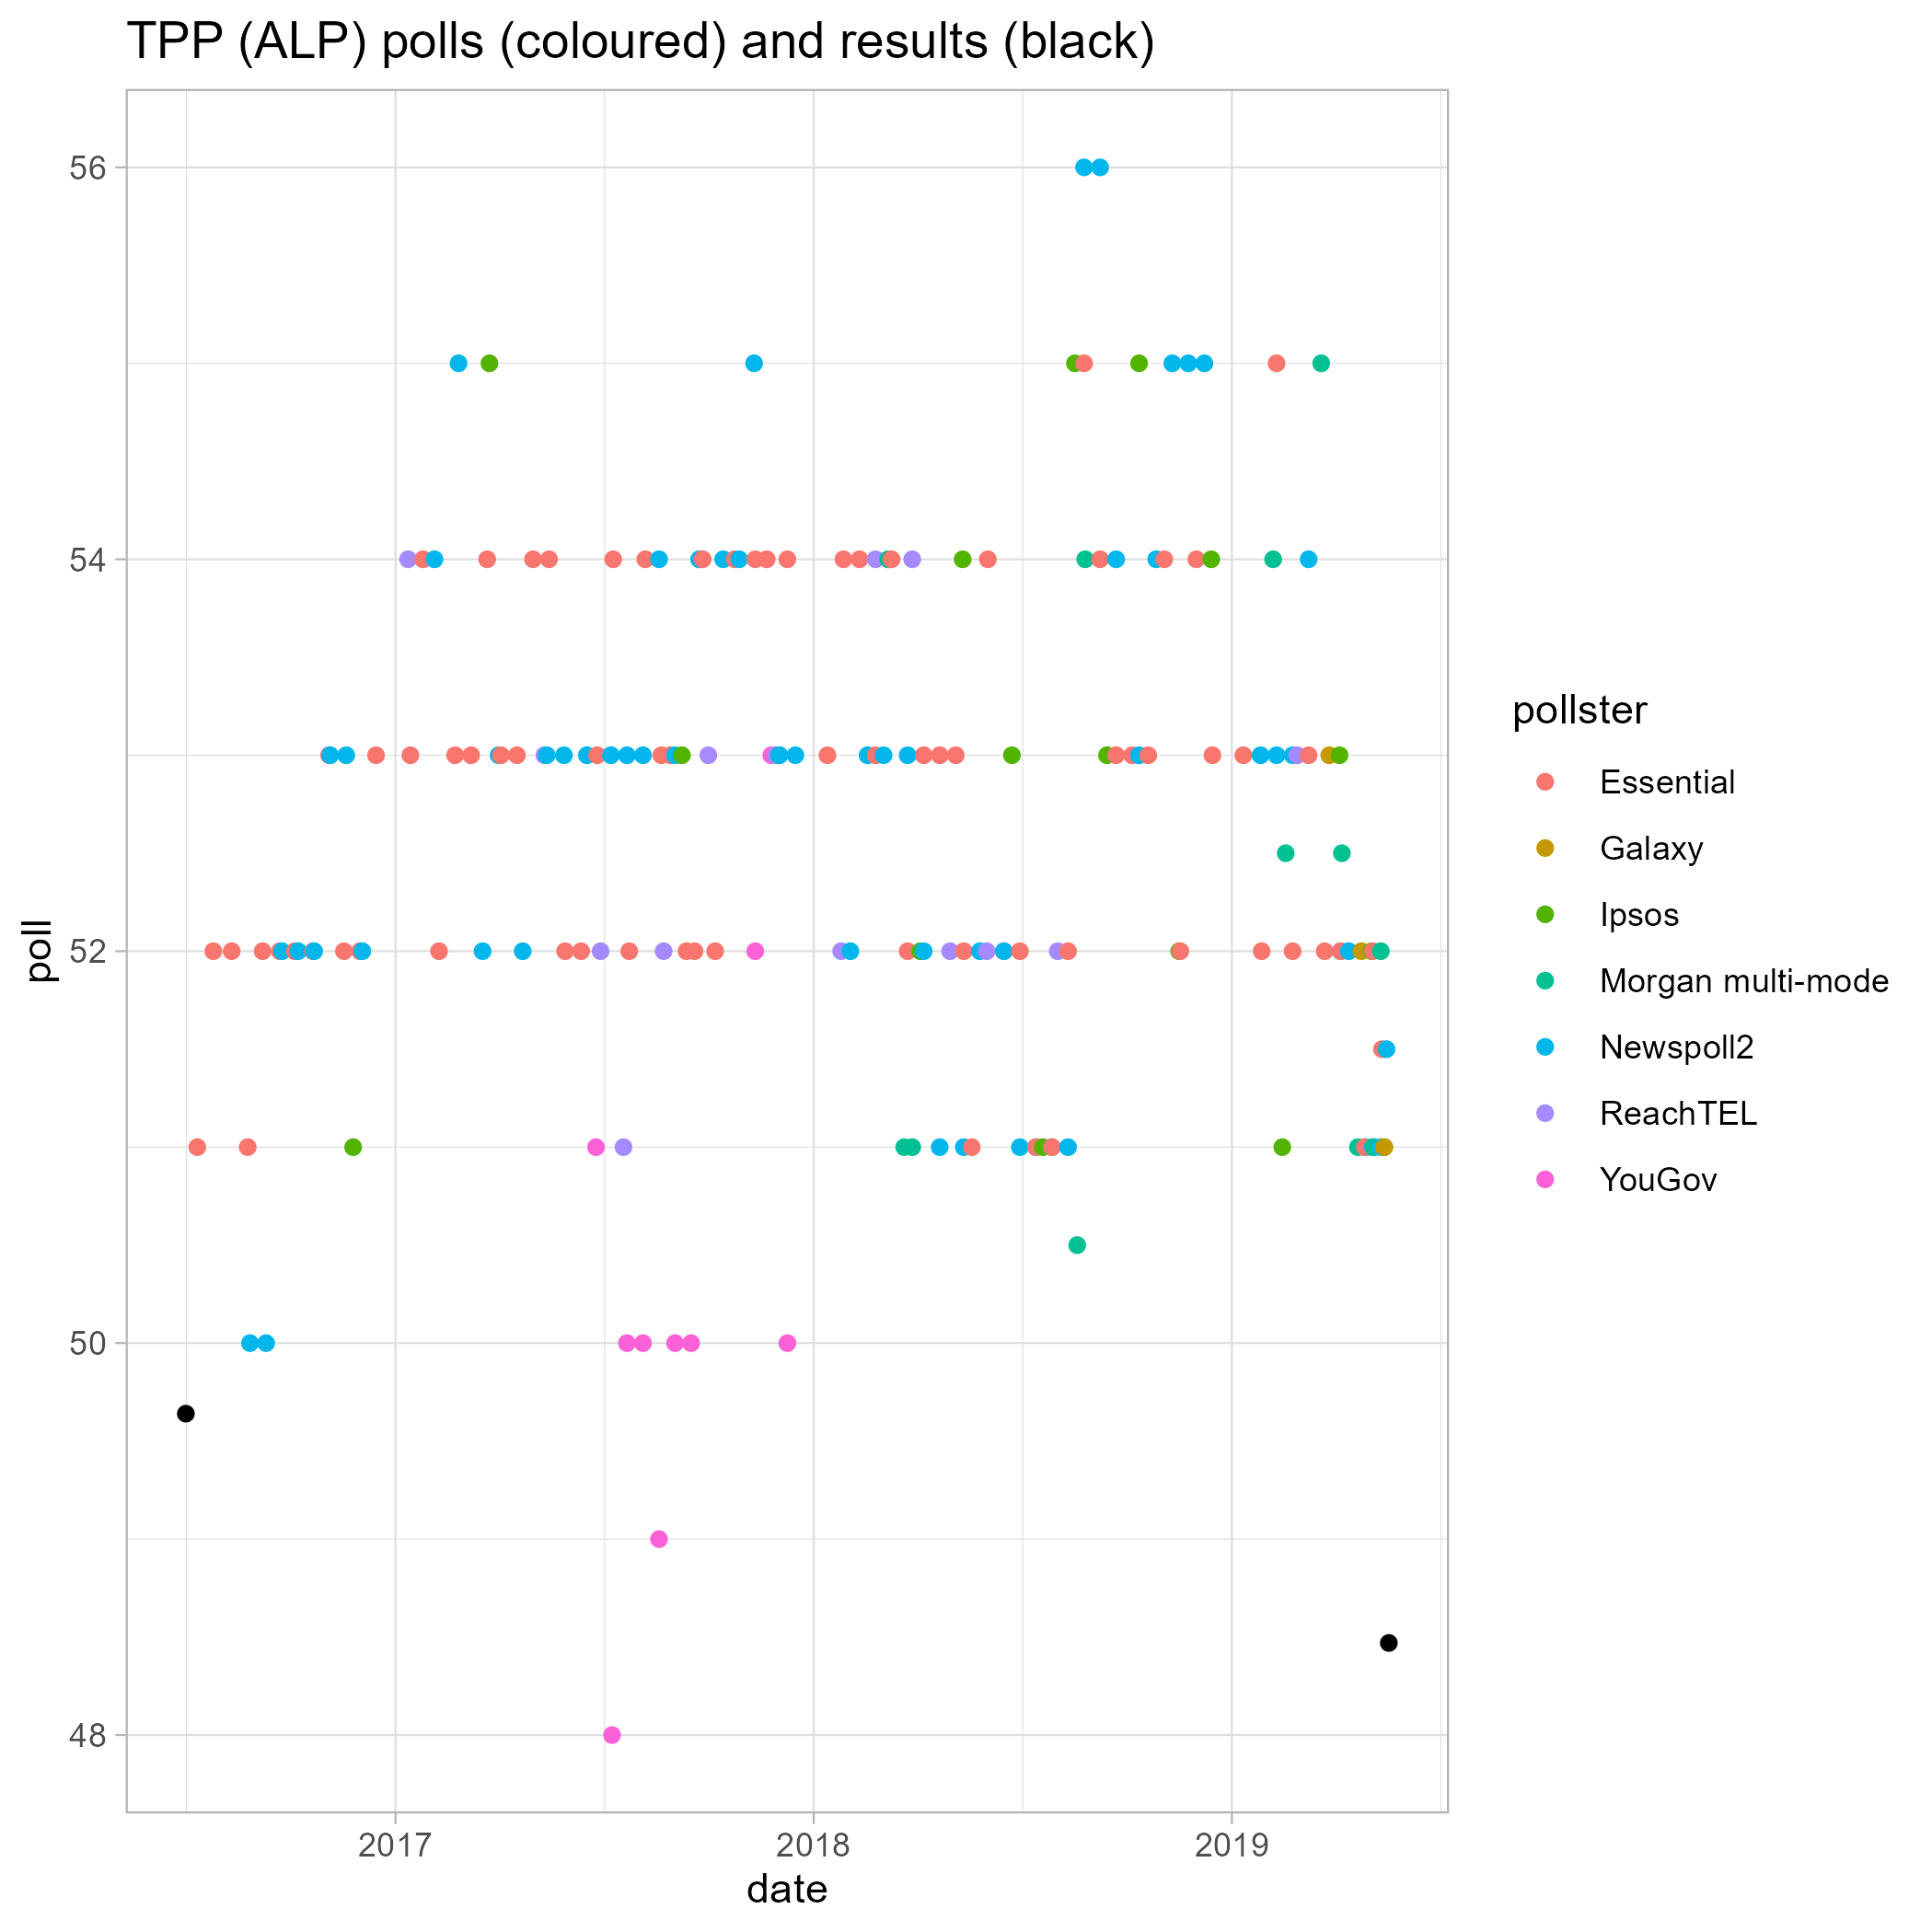 TPP (ALP) polls (coloured) and results (black)
56
54
52
50
48
poll
2017
2018
2019
date
pollster
Essential
Galaxy
Ipsos
Morgan multi-mode
Newspoll2
ReachTEL
YouGov